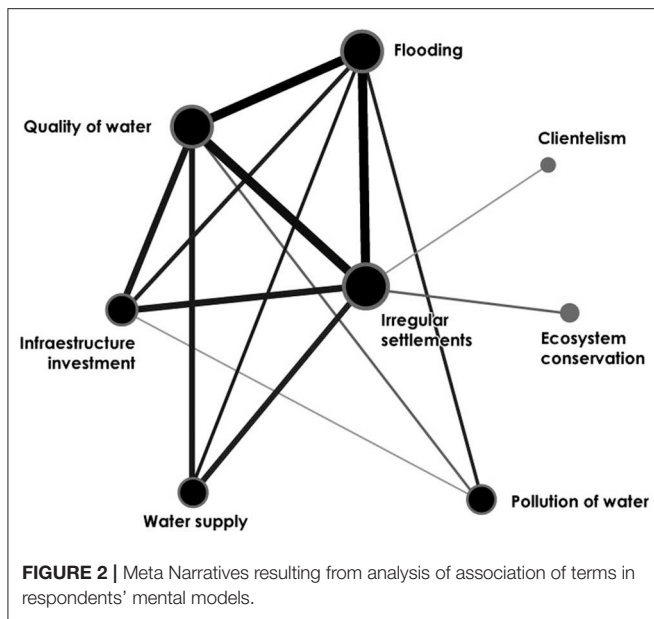 Flooding
Quality of water
Clientelism
Irregular
settlements
Infraestructure
investment
Ecosystem
conservation
Water supply
Pollution of water
FIGURE 2 | Meta Narratives resulting from analysis of association of terms in
respondents' mental models.